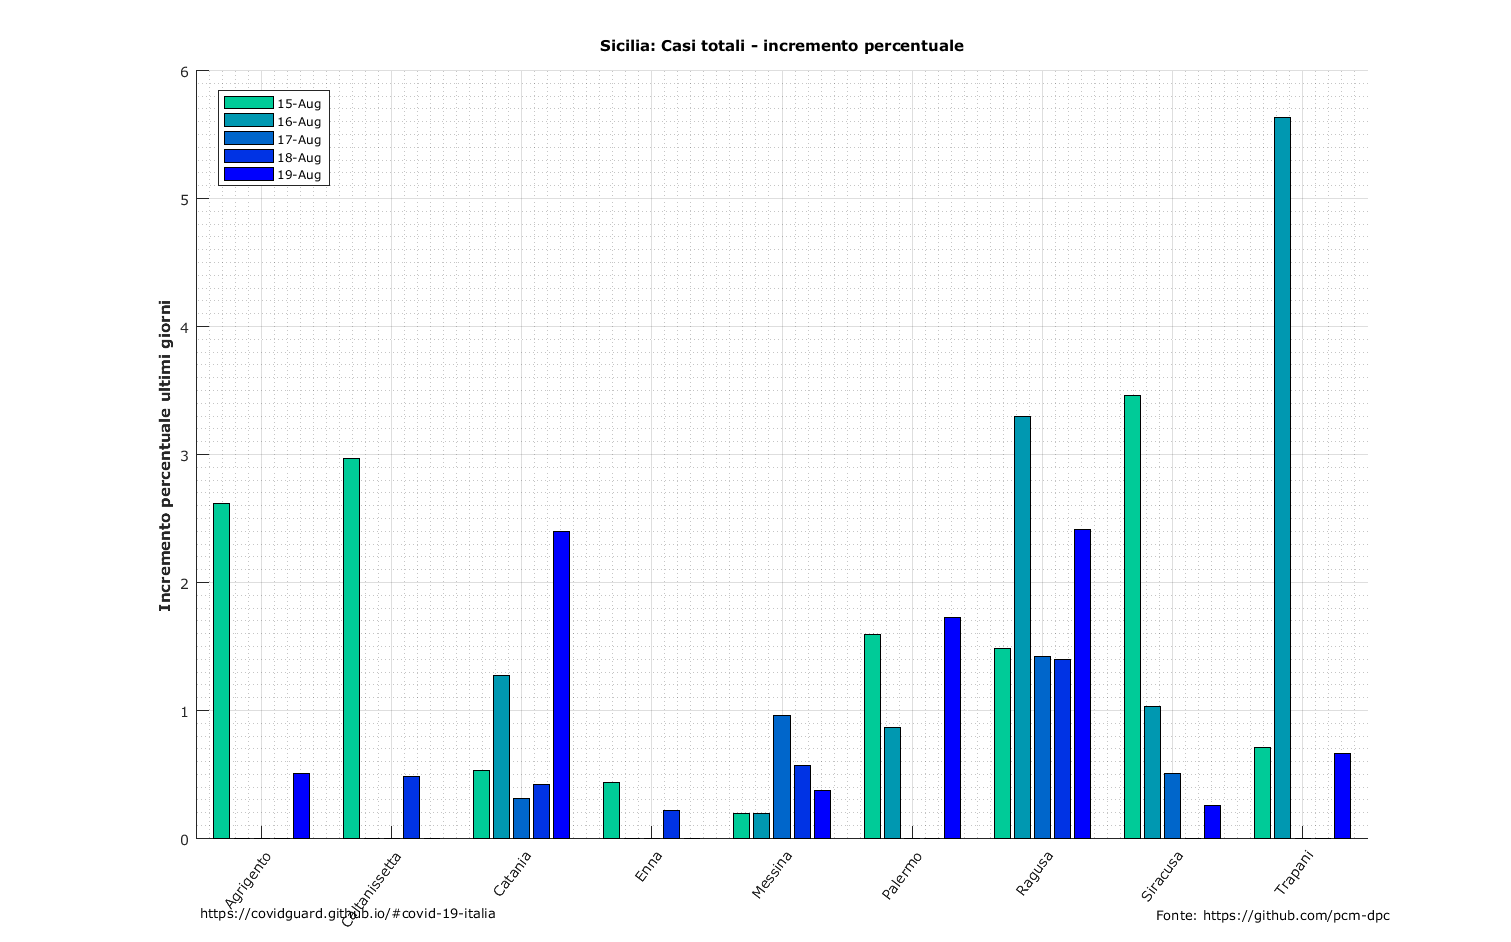 Sicilia: Casi totali - incremento percentuale
6
5
4
3
2
1
0
Incremento percentuale ultimi giorni
15-Aug
16-Aug
17-Aug
18-Aug
19-Aug
Agrigento
Caltanissetta
Catania
Enna
Messina
Palermo
Ragusa
Siracusa
Trapani
https://covidguard.github.io/#covid-19-italia
Fonte: https://github.com/pcm-dpc